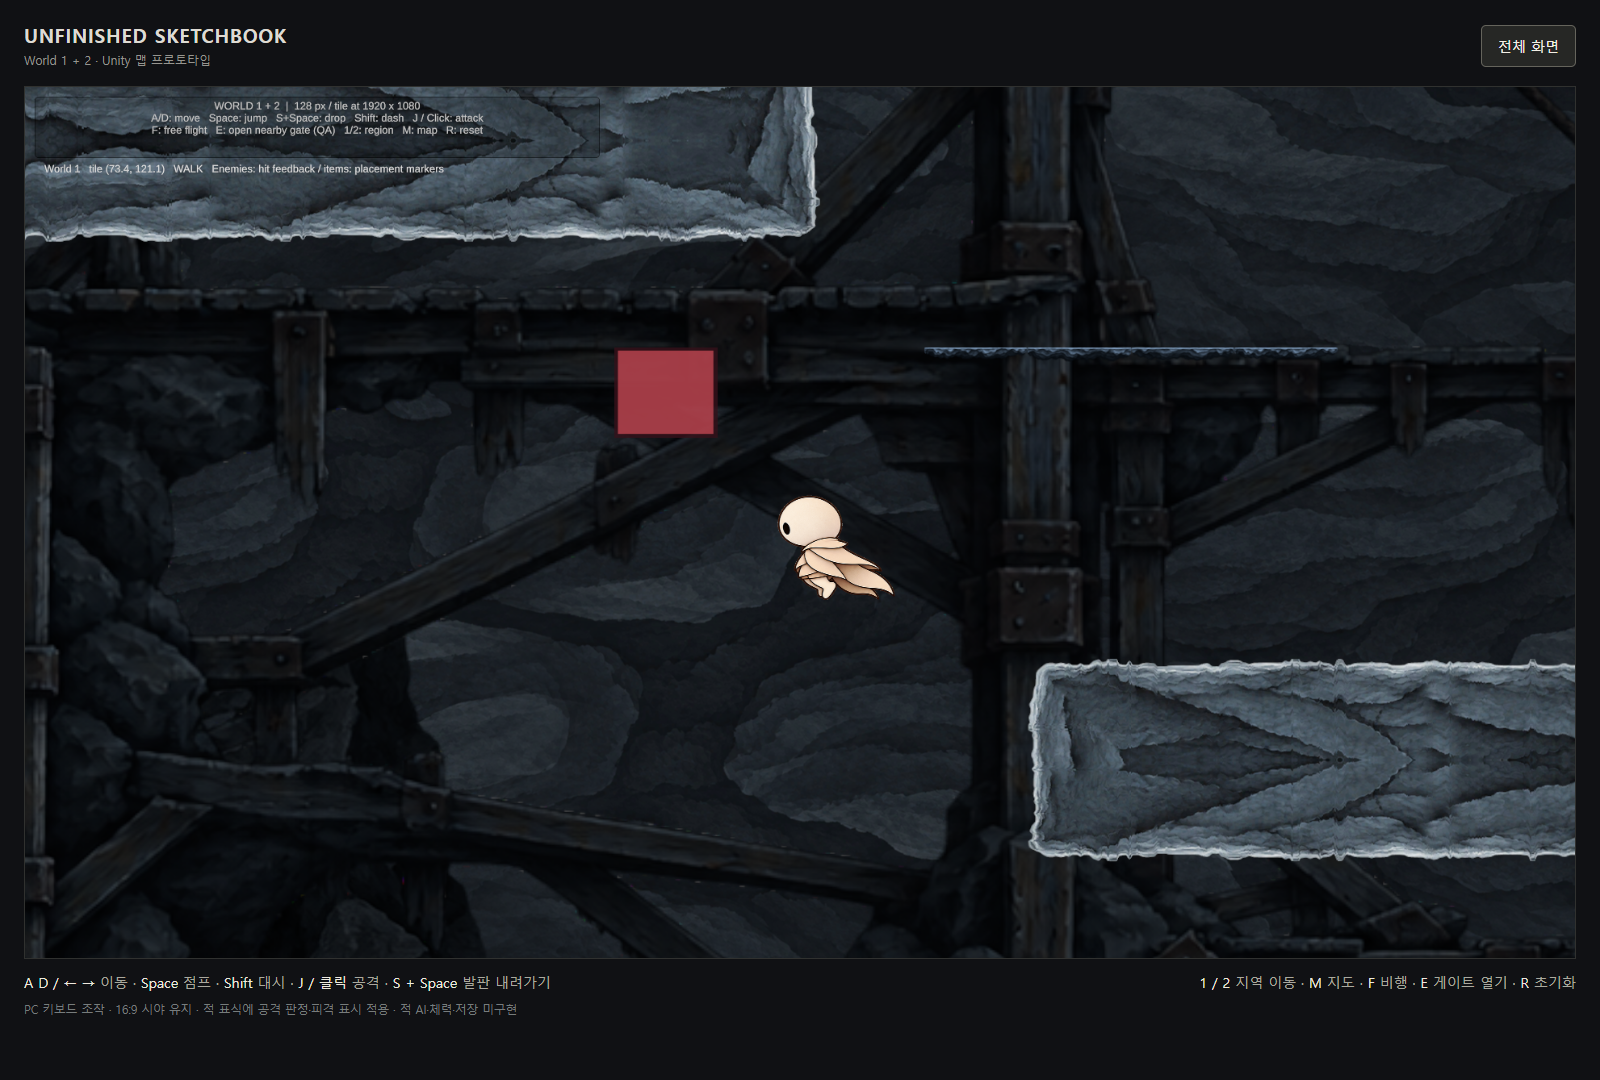 UNFINISHED SKETCHBOOK
World 1 + 2 · Unity 맵 프로토타입
전체 화면
WORLD 1 + 2 | 128 px / tile at 1920 x 1080
A/D: move Space: jump S+Space: drop Shift: dash J / Click: attack
F: free flight E: open nearby gate (QA) 1/2: region M: map R: reset
World 1 tile (73.4, 121.1) WALK Enemies: hit feedback / items: placement markers
A D / ← → 이동 · Space 점프 · Shift 대시 · J / 클릭 공격 · S + Space 발판 내려가기
1 / 2 지역 이동 · M 지도 · F 비행 · E 게이트 열기 · R 초기화
PC 키보드 조작 · 16:9 시야 유지 · 적 표식에 공격 판정·피격 표시 적용 · 적 AI·체력·저장 미구현